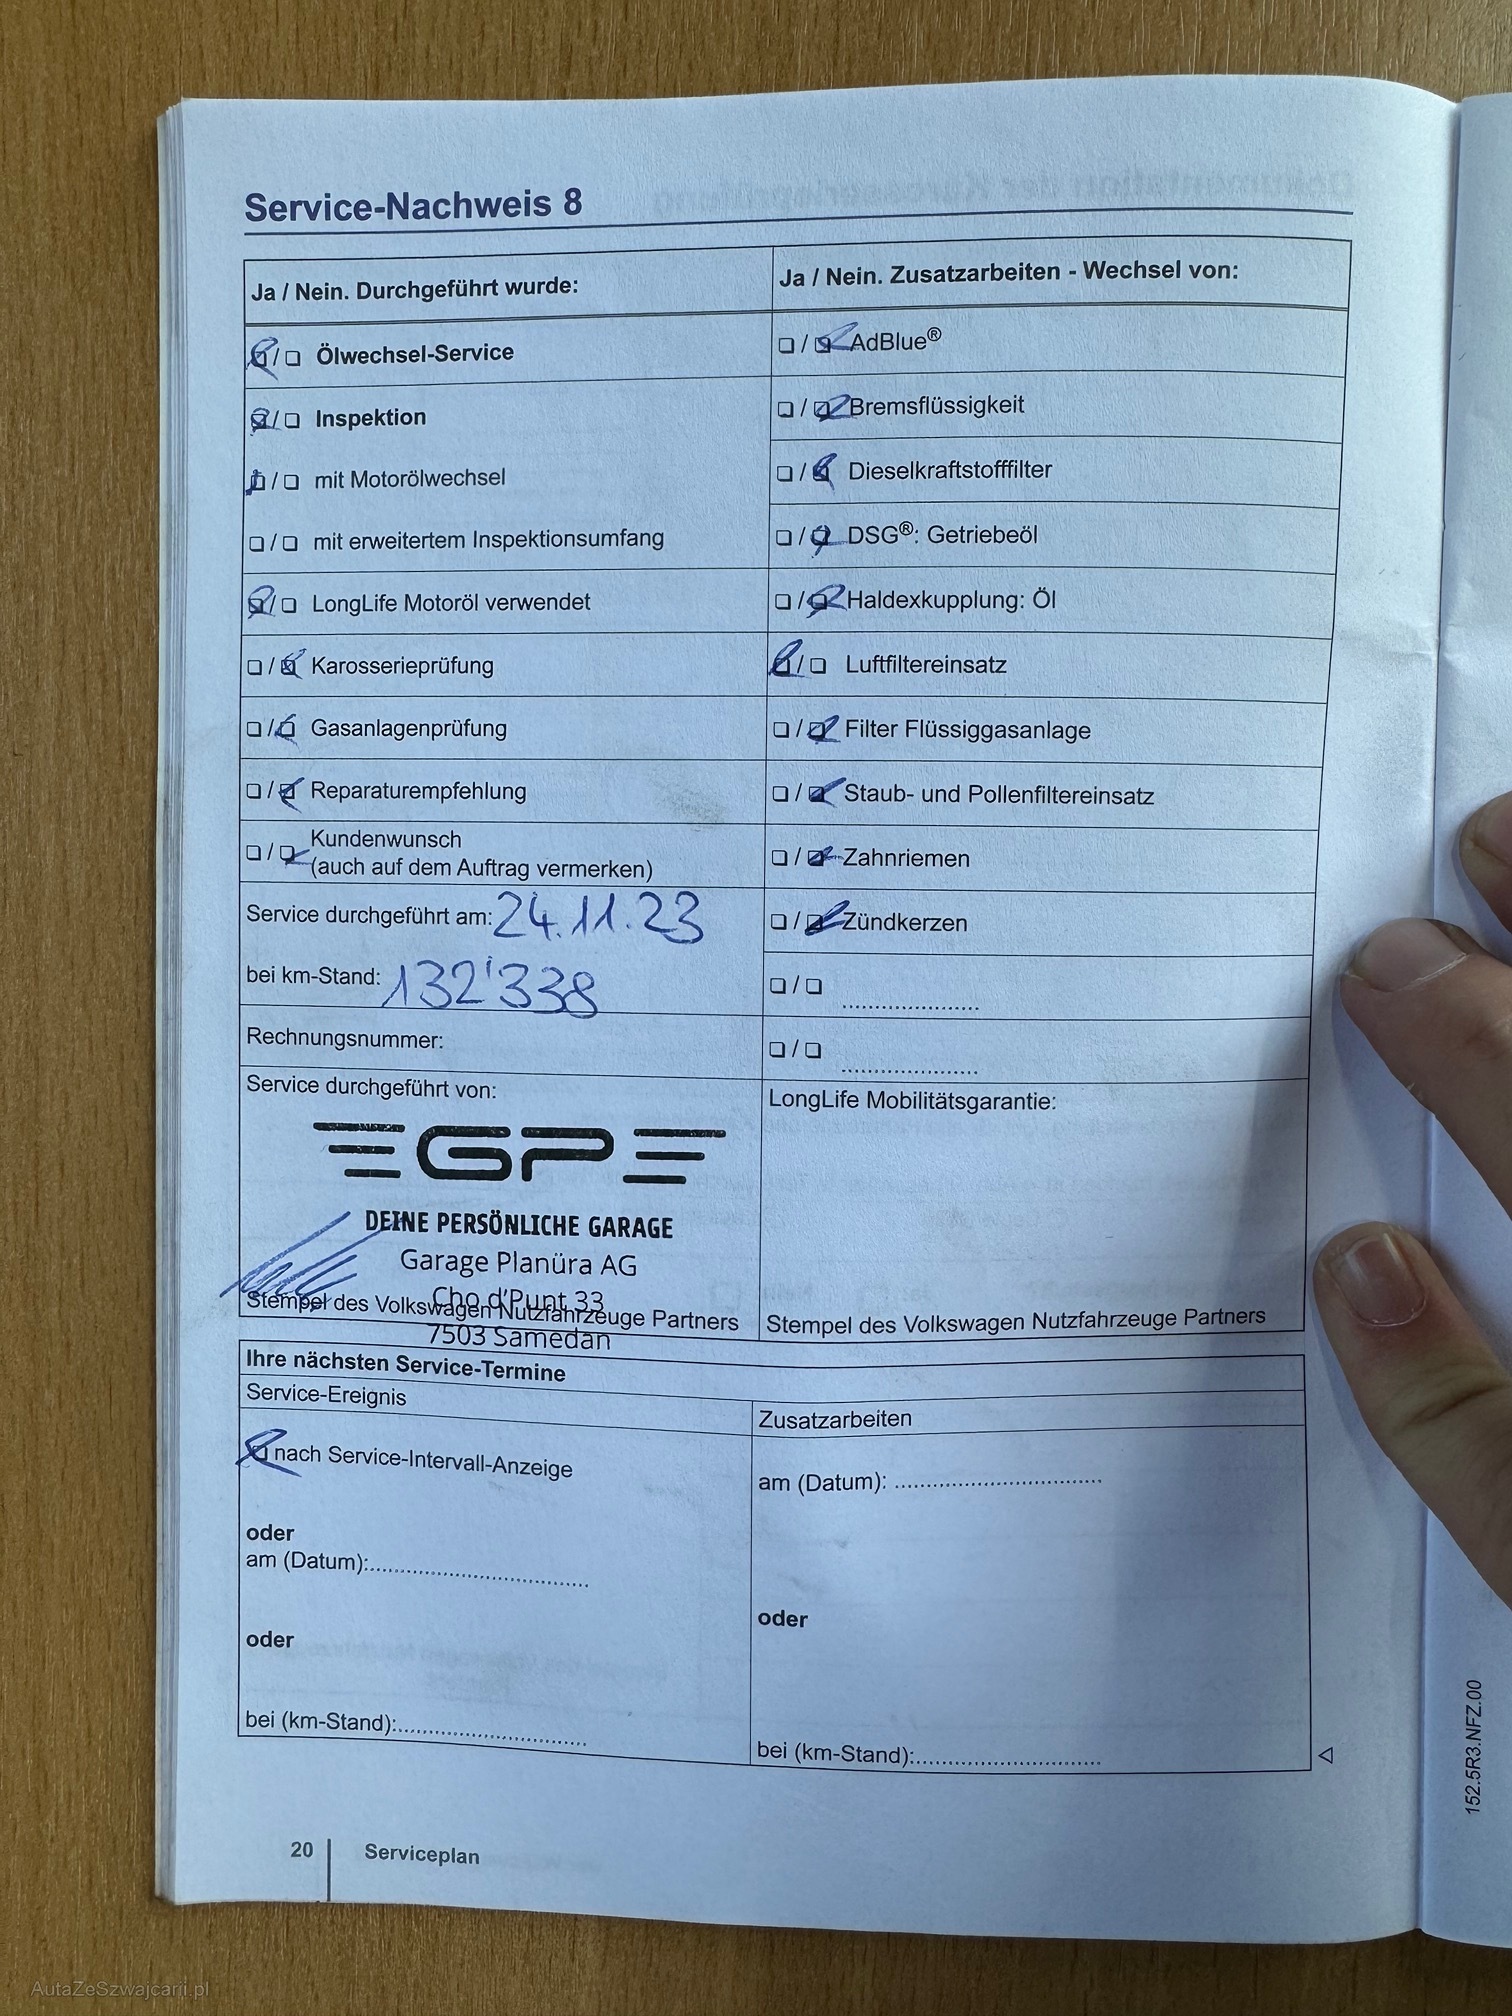 Service-Nachweis 8
Ja / Nein. Durchgeführt wurde:
❑ / ❑ Ölwechsel-Service
❑ / ❑ Inspektion
❑ / ❑ mit Motorölwechsel
❑ / ❑ mit erweitertem Inspektionsumfang
❑ / ❑ LongLife Motoröl verwendet
❑ / ❑ Karosserieprüfung
❑ / ❑ Gasanlagenprüfung
❑ / ❑ Reparaturempfehlung
❑ / ❑ Kundenwunsch
(auch auf dem Auftrag vermerken)
Service durchgeführt am: 24.11.23
bei km-Stand: 132'338
Rechnungsnummer:
Service durchgeführt von:
GP
DEINE PERSÖNLICHE GARAGE
Garage Planüra AG
Cho d'Punt 33
Stempel des Volkswagen Nutzfahrzeuge Partners
7503 Samedan
Ja / Nein. Zusatzarbeiten - Wechsel von:
❑ / ❑ AdBlue®
❑ / ❑ Bremsflüssigkeit
❑ / ❑ Dieselkraftstofffilter
❑ / ❑ DSG®: Getriebeöl
❑ / ❑ Haldexkupplung: Öl
❑ / ❑ Luftfiltereinsatz
❑ / ❑ Filter Flüssiggasanlage
❑ / ❑ Staub- und Pollenfiltereinsatz
❑ / ❑ Zahnriemen
❑ / ❑ Zündkerzen
❑ / ❑ ........................
❑ / ❑ ........................
LongLife Mobilitätsgarantie:
Stempel des Volkswagen Nutzfahrzeuge Partners
Ihre nächsten Service-Termine
Service-Ereignis
❑ nach Service-Intervall-Anzeige
oder
am (Datum):........................
oder
bei (km-Stand):........................
Zusatzarbeiten
am (Datum): ........................
oder
bei (km-Stand):........................
20
Serviceplan
152.5R3.NFZ.00
AutaZeSzwajcarii.pl